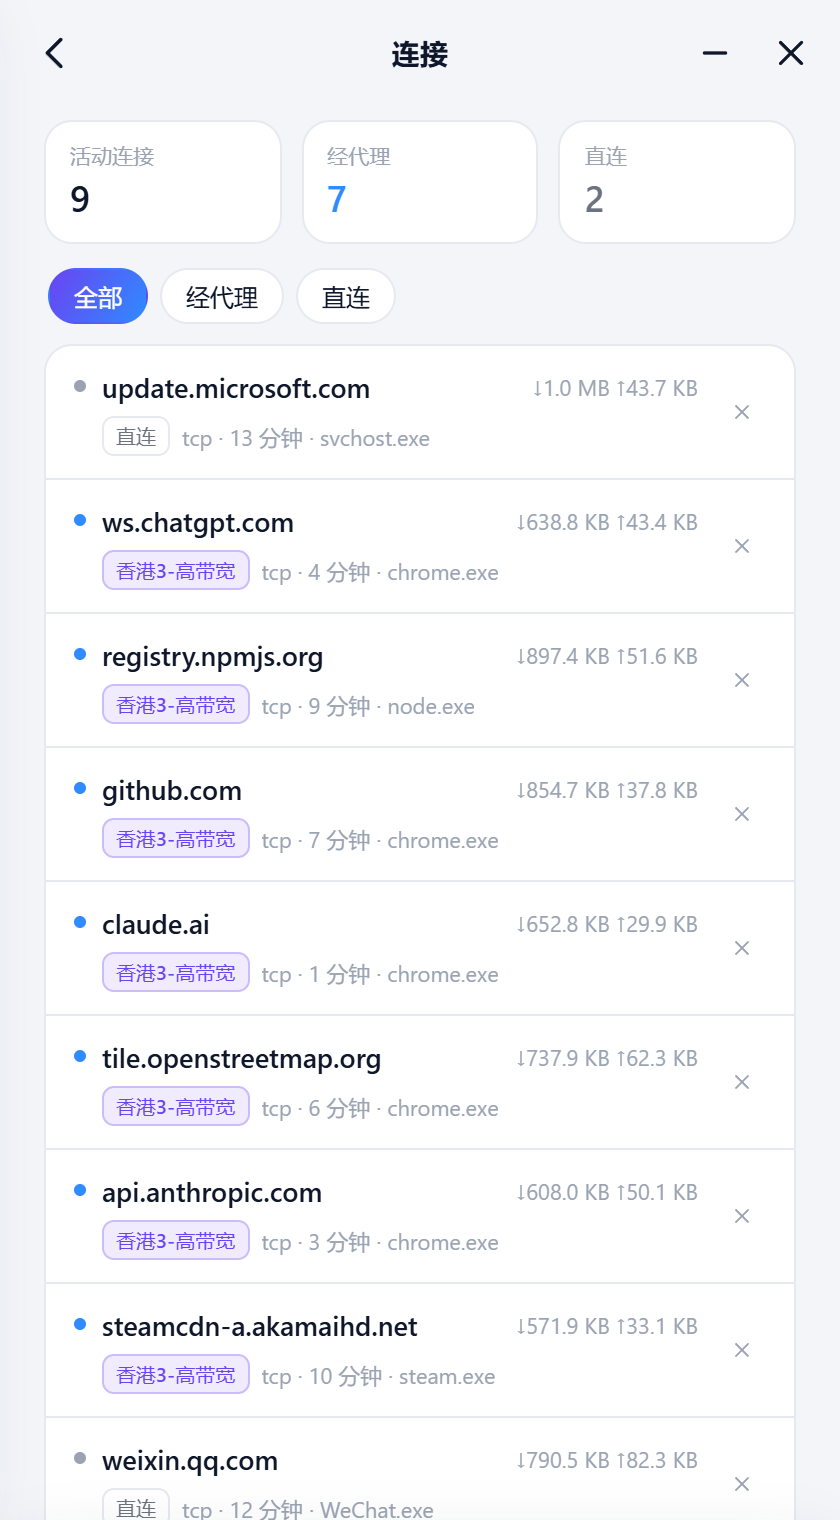 连接
活动连接
9
经代理
7
直连
2
全部
经代理
直连
update.microsoft.com
↓1.0 MB ↑43.7 KB
直连
tcp · 13 分钟 · svchost.exe
ws.chatgpt.com
↓638.8 KB ↑43.4 KB
香港3-高带宽
tcp · 4 分钟 · chrome.exe
registry.npmjs.org
↓897.4 KB ↑51.6 KB
香港3-高带宽
tcp · 9 分钟 · node.exe
github.com
↓854.7 KB ↑37.8 KB
香港3-高带宽
tcp · 7 分钟 · chrome.exe
claude.ai
↓652.8 KB ↑29.9 KB
香港3-高带宽
tcp · 1 分钟 · chrome.exe
tile.openstreetmap.org
↓737.9 KB ↑62.3 KB
香港3-高带宽
tcp · 6 分钟 · chrome.exe
api.anthropic.com
↓608.0 KB ↑50.1 KB
香港3-高带宽
tcp · 3 分钟 · chrome.exe
steamcdn-a.akamaihd.net
↓571.9 KB ↑33.1 KB
香港3-高带宽
tcp · 10 分钟 · steam.exe
weixin.qq.com
↓790.5 KB ↑82.3 KB
直连
tcp · 12 分钟 · WeChat.exe